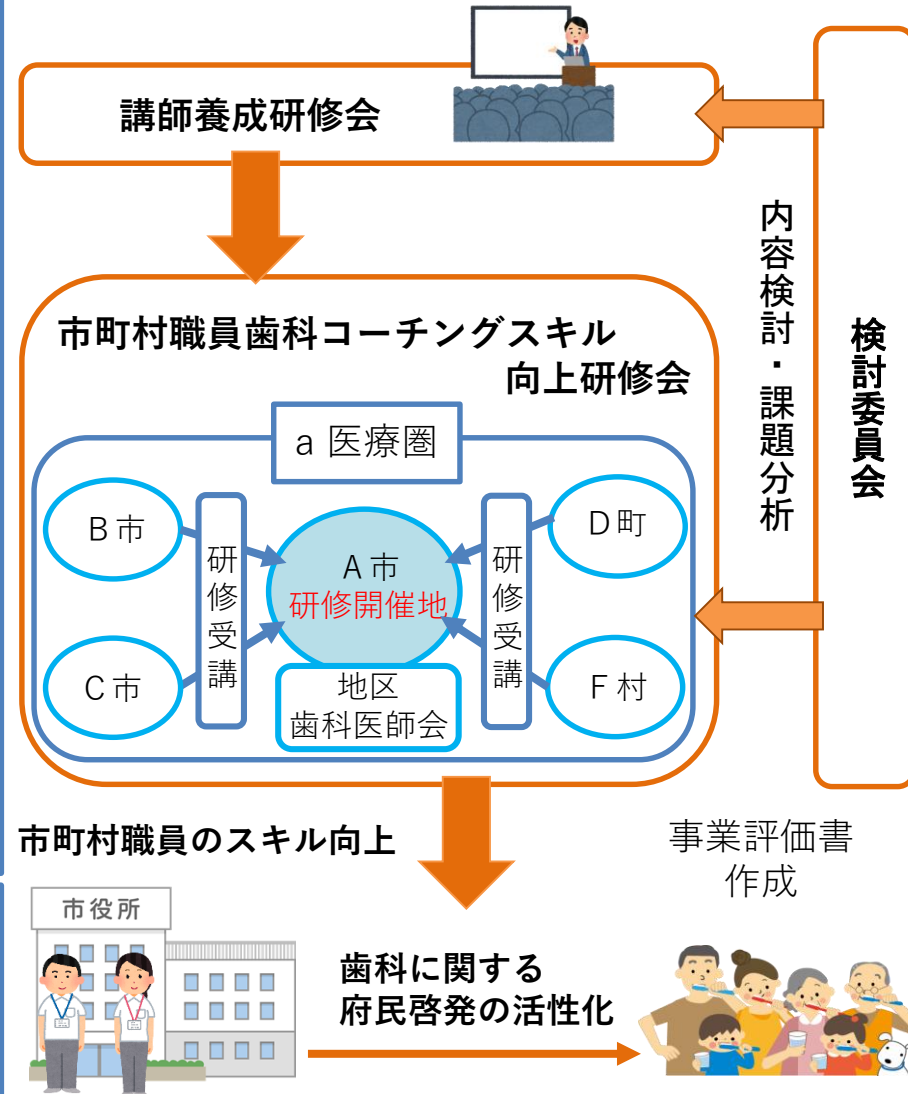 講師養成研修会
内容検討・課題分析
検討委員会
市町村職員歯科コーチングスキル
向上研修会
a 医療圏
B市
C市
研修受講
A市
研修開催地
地区
歯科医師会
研修受講
D町
F村
市町村職員のスキル向上
事業評価書
作成
市役所
歯科に関する
府民啓発の活性化